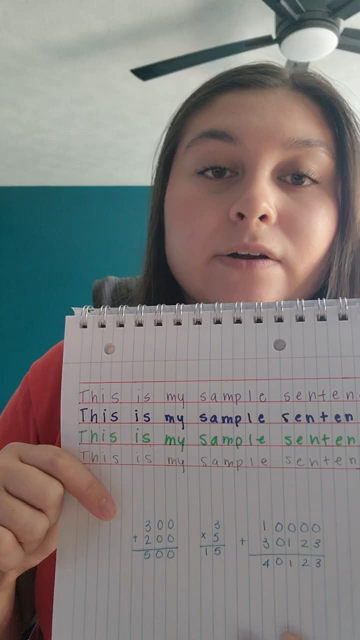 This is my sample senten
This is my sample senten
This is my sample senten
This is my sample senten
300 3 10000
+ 200 x 5 + 30123
500 15 40123